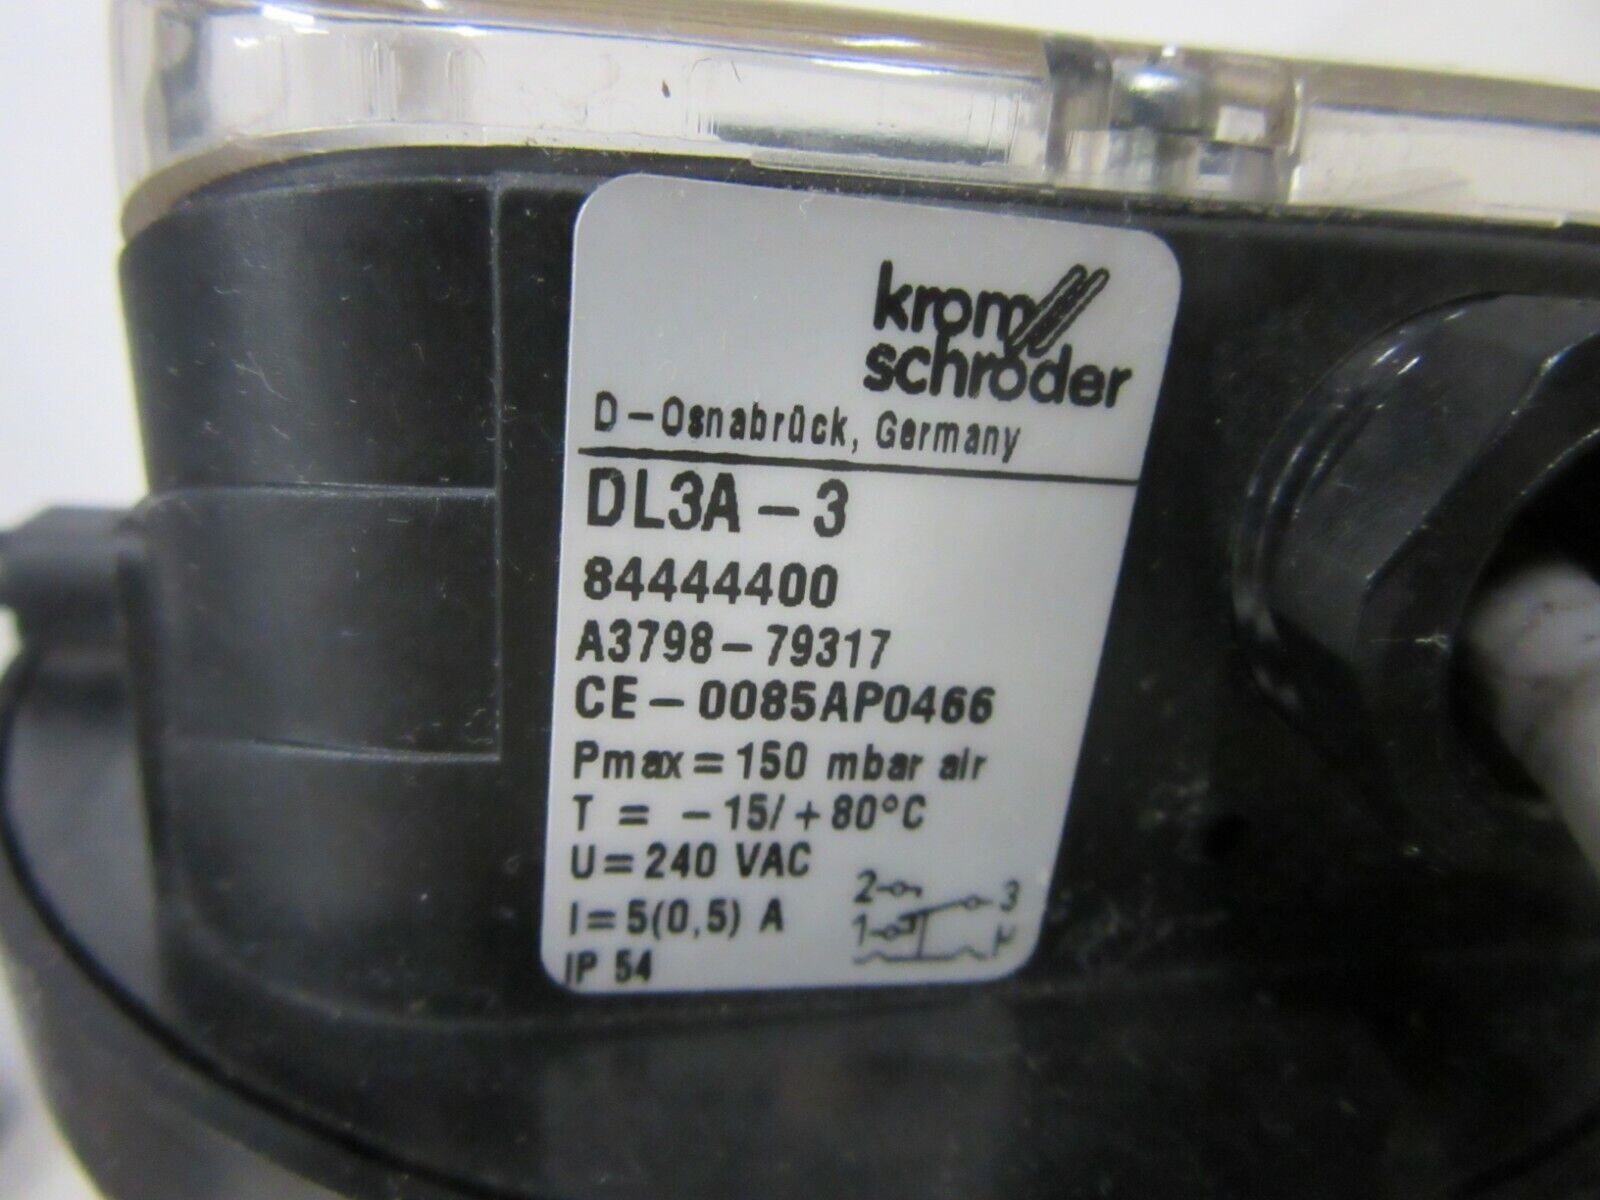 krom
schröder
D-Osnabrück, Germany
DL3A-3
84444400
A3798-79317
CE-0085AP0466
Pmax=150 mbar air
T = -15/+80°C
U=240 VAC
I=5(0,5) A
IP 54
2 3
1